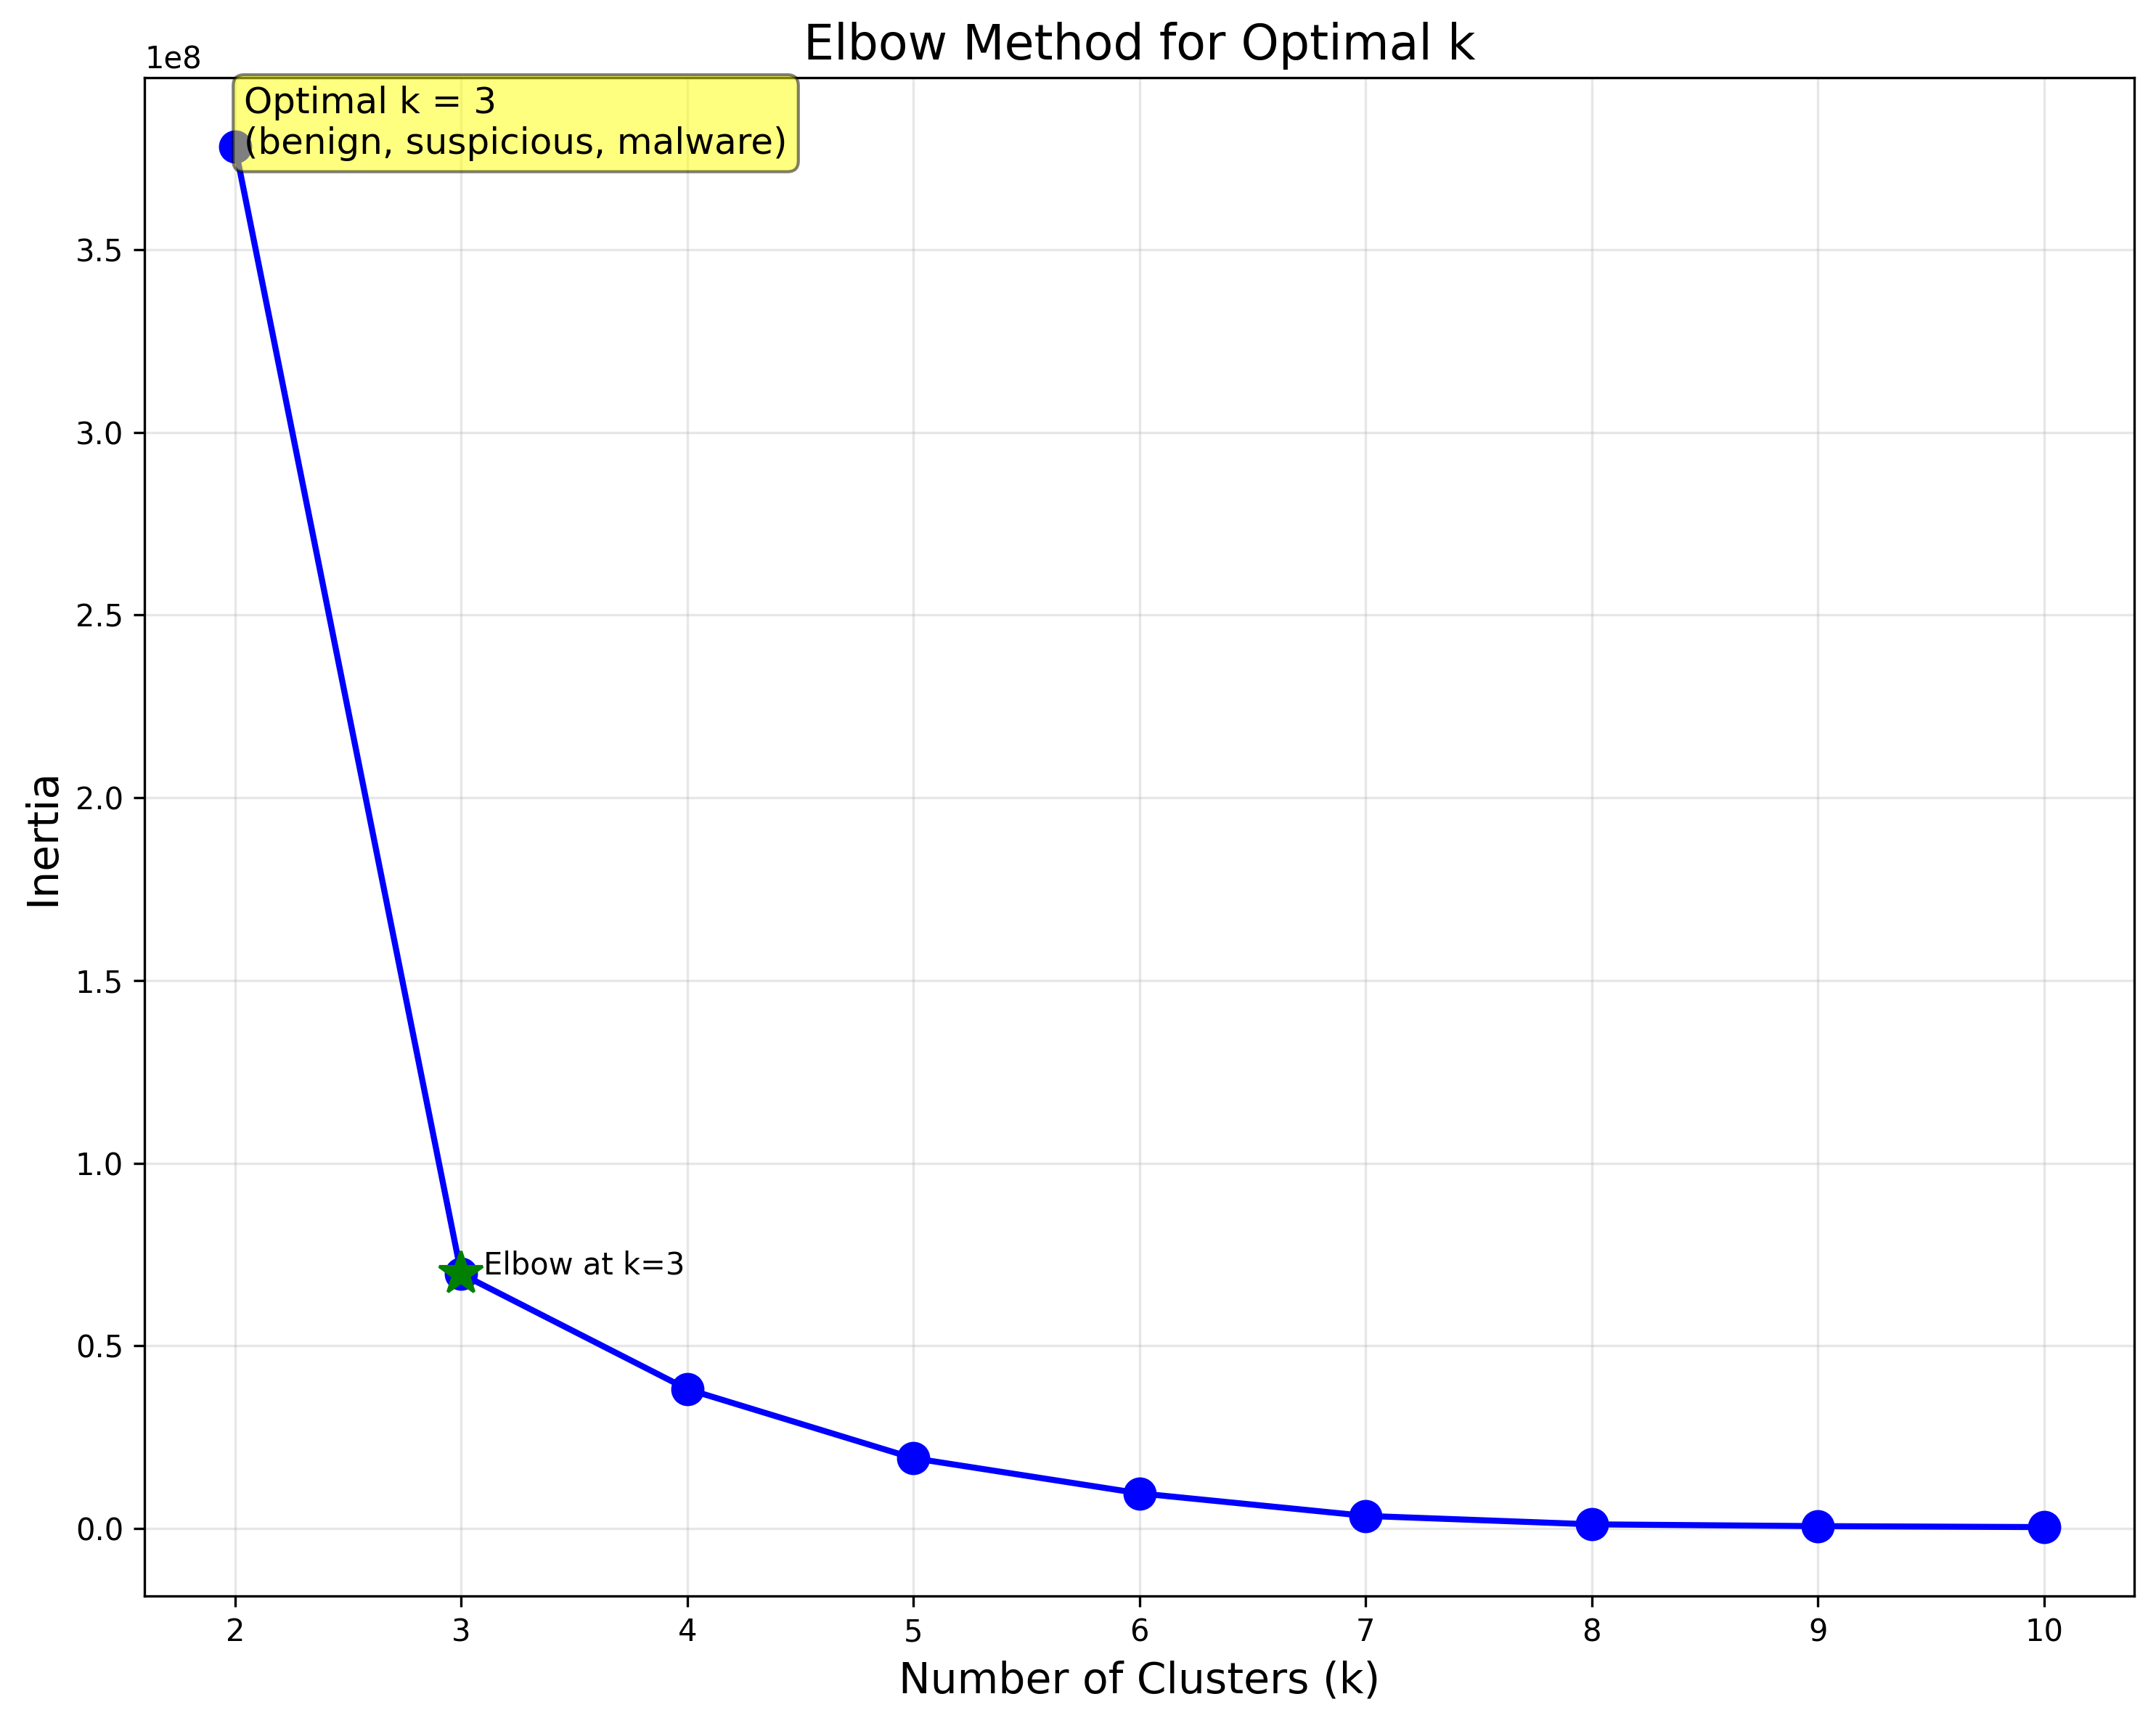 Elbow Method for Optimal k
1e8
Optimal k = 3
(benign, suspicious, malware)
3.5
3.0
2.5
2.0
1.5
1.0
0.5
0.0
Inertia
Elbow at k=3
2 3 4 5 6 7 8 9 10
Number of Clusters (k)